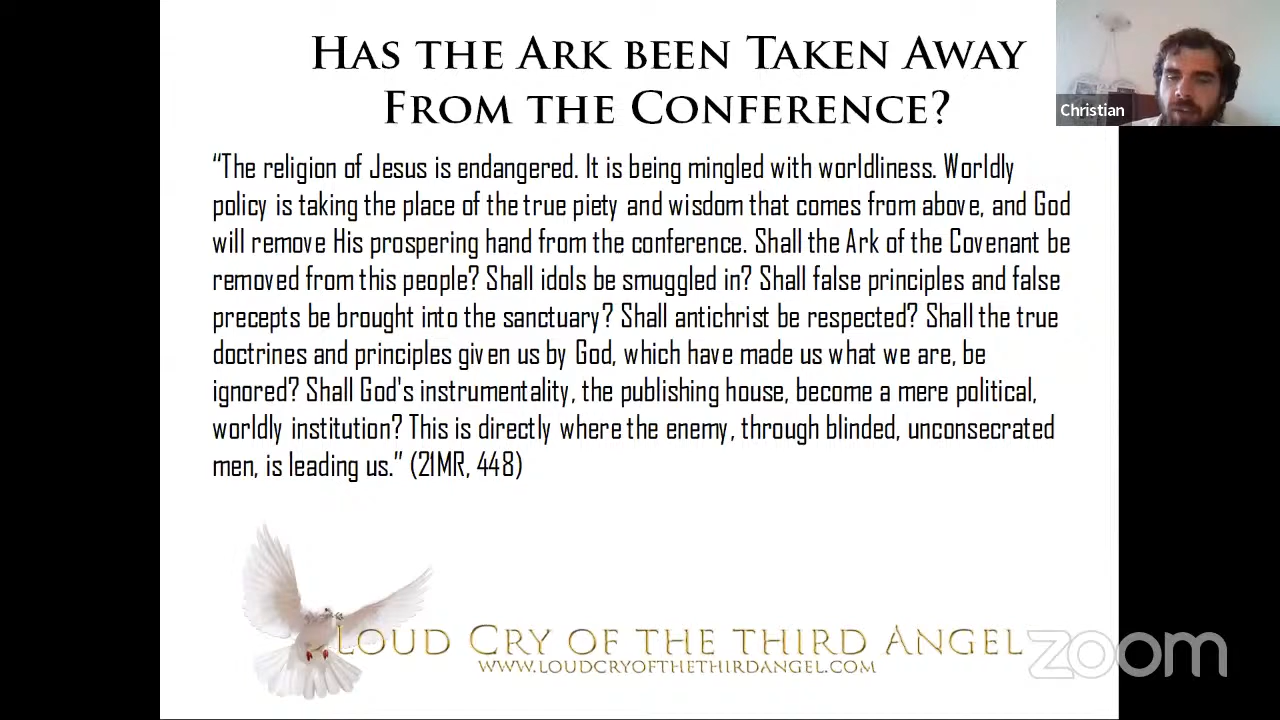 HAS THE ARK BEEN TAKEN AWAY
FROM THE CONFERENCE?
Christian
“The religion of Jesus is endangered. It is being mingled with worldliness. Worldly
policy is taking the place of the true piety and wisdom that comes from above, and God
will remove His prospering hand from the conference. Shall the Ark of the Covenant be
removed from this people? Shall idols be smuggled in? Shall false principles and false
precepts be brought into the sanctuary? Shall antichrist be respected? Shall the true
doctrines and principles given us by God, which have made us what we are, be
ignored? Shall God's instrumentality, the publishing house, become a mere political,
worldly institution? This is directly where the enemy, through blinded, unconsecrated
men, is leading us.” (21MR, 448)
LOUD CRY OF THE THIRD ANGEL
WWW.LOUDCRYOFTHETHIRDANGEL.COM
zoom